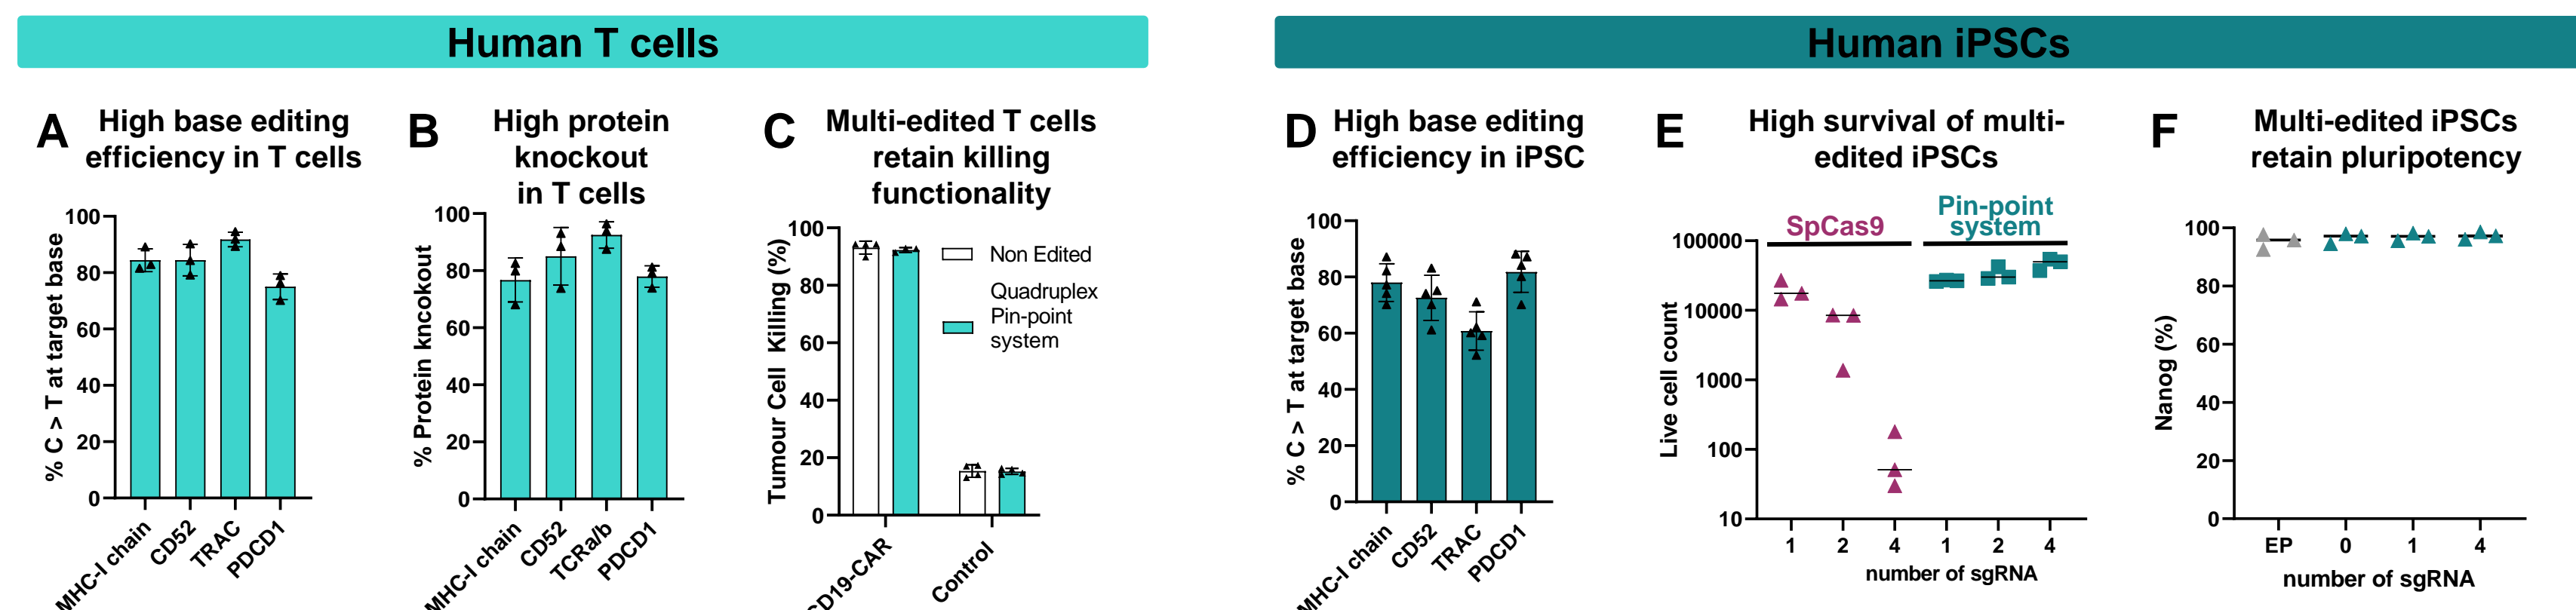 Human T cells
Human iPSCs
A
High base editing
efficiency in T cells
% C > T at target base
100
80
60
40
20
0
MHC-I chain
CD52
TRAC
PDCD1
B
High protein
knockout
in T cells
% Protein kncokout
100
80
60
40
20
0
MHC-I chain
CD52
TCRa/b
PDCD1
C
Multi-edited T cells
retain killing
functionality
Tumour Cell Killing (%)
100
80
60
40
20
0
Non Edited
Quadruplex
Pin-point
system
CD19-CAR
Control
D
High base editing
efficiency in iPSC
% C > T at target base
100
80
60
40
20
0
MHC-I chain
CD52
TRAC
PDCD1
E
High survival of multi-
edited iPSCs
SpCas9
Pin-point
system
Live cell count
100000
10000
1000
100
10
1
2
4
1
2
4
number of sgRNA
F
Multi-edited iPSCs
retain pluripotency
Nanog (%)
100
80
60
40
20
0
EP
0
1
4
number of sgRNA